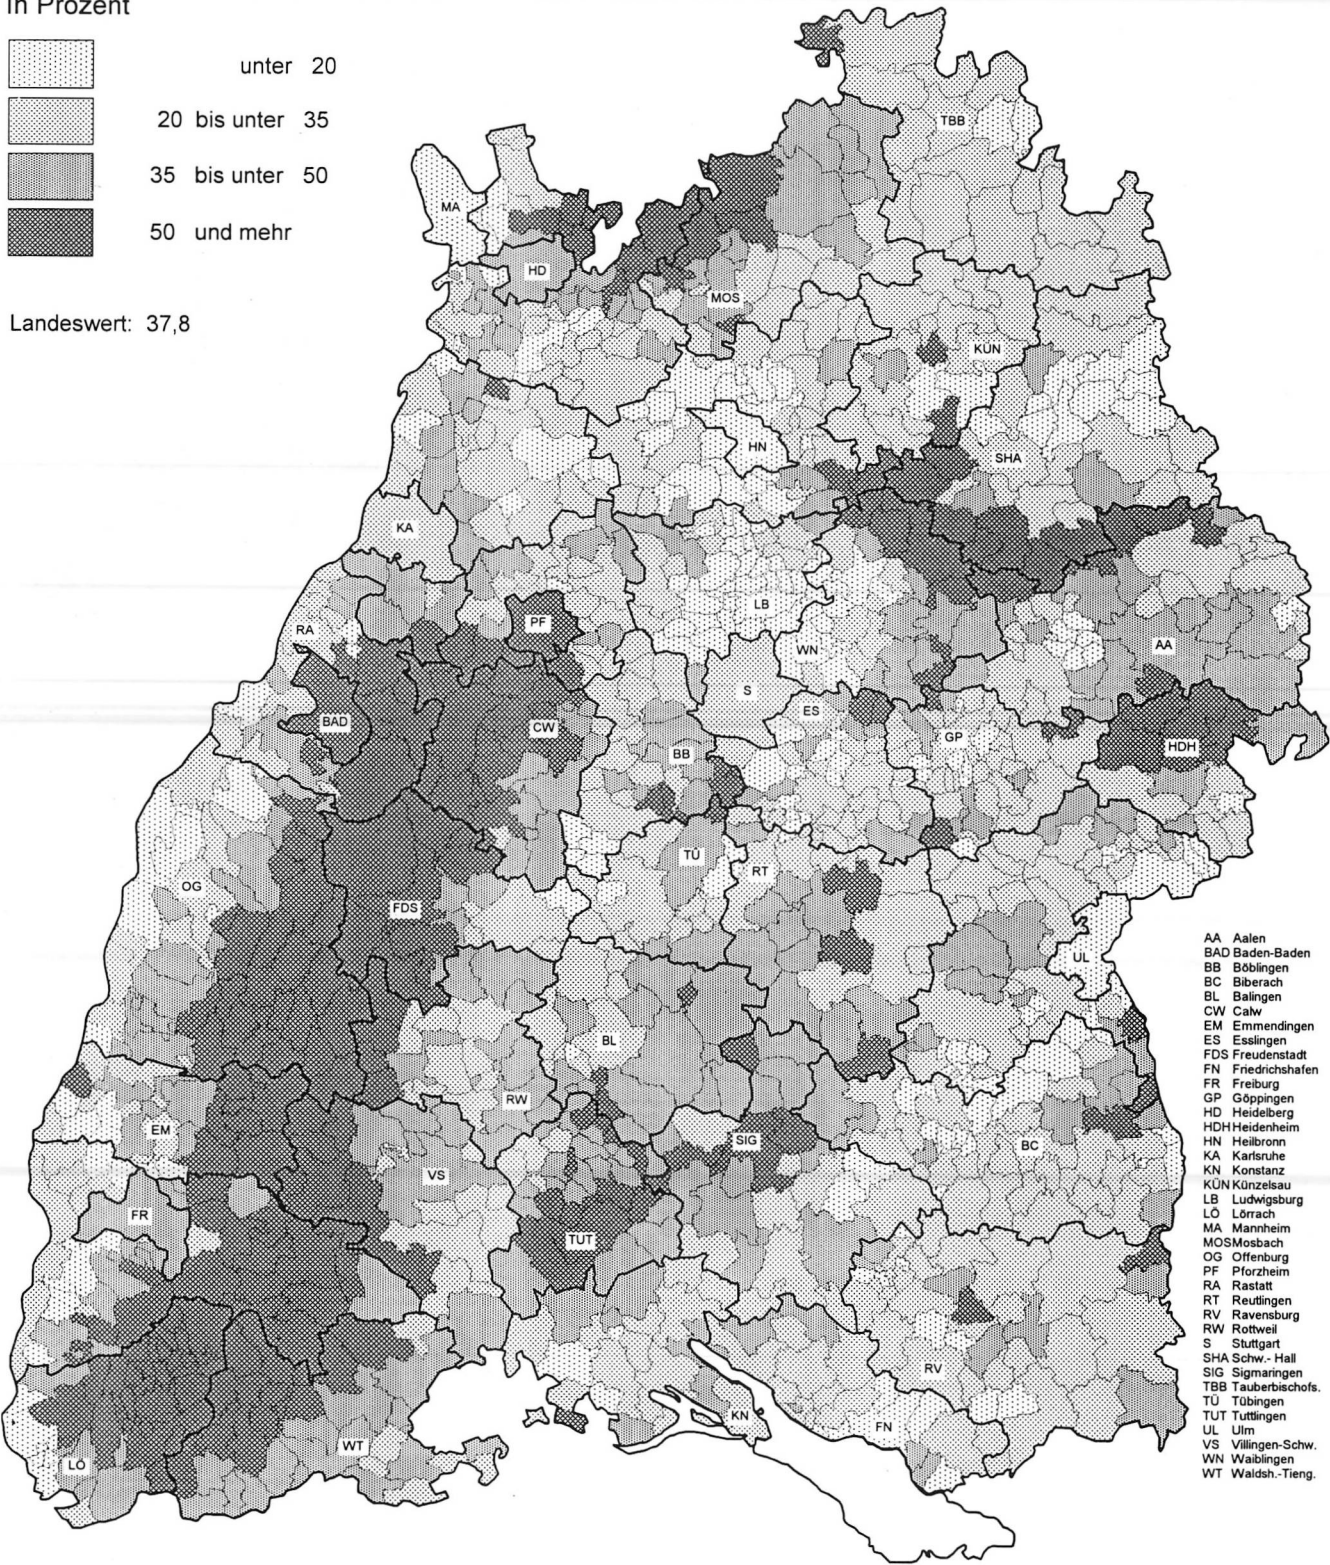 in Prozent
unter 20
20 bis unter 35
35 bis unter 50
50 und mehr
Landeswert: 37,8
TBB
MA
HD
MOS
KÜN
HN
SHA
KA
LB
PF
RA
WN
AA
S
ES
BAD
CW
GP
BB
HDH
TÜ
RT
OG
FDS
UL
BL
RW
EM
SIG
BC
VS
FR
TUT
RV
KN
FN
WT
LÖ
AA Aalen
BAD Baden-Baden
BB Böblingen
BC Biberach
BL Balingen
CW Calw
EM Emmendingen
ES Esslingen
FDS Freudenstadt
FN Friedrichshafen
FR Freiburg
GP Göppingen
HD Heidelberg
HDH Heidenheim
HN Heilbronn
KA Karlsruhe
KN Konstanz
KÜN Künzelsau
LB Ludwigsburg
LÖ Lörrach
MA Mannheim
MOS Mosbach
OG Offenburg
PF Pforzheim
RA Rastatt
RT Reutlingen
RV Ravensburg
RW Rottweil
S Stuttgart
SHA Schw.- Hall
SIG Sigmaringen
TBB Tauberbischofs.
TÜ Tübingen
TUT Tuttlingen
UL Ulm
VS Villingen-Schw.
WN Waiblingen
WT Waldsh.-Tieng.